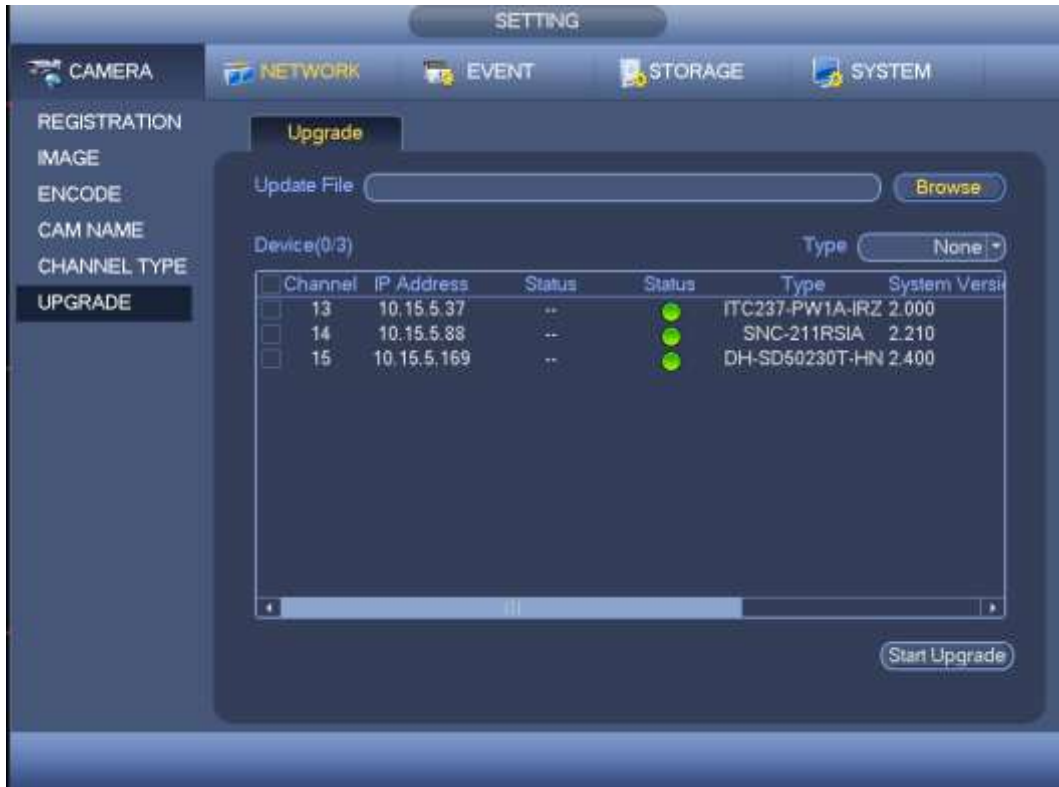 SETTING
CAMERA NETWORK EVENT STORAGE SYSTEM
REGISTRATION
IMAGE
ENCODE
CAM NAME
CHANNEL TYPE
UPGRADE
Upgrade
Update File Browse
Device(0/3) Type None
Channel IP Address Status Status Type System Versi
13 10.15.5.37 -- ITC237-PW1A-IRZ 2.000
14 10.15.5.88 -- SNC-211RSIA 2.210
15 10.15.5.169 -- DH-SD50230T-HN 2.400
Start Upgrade